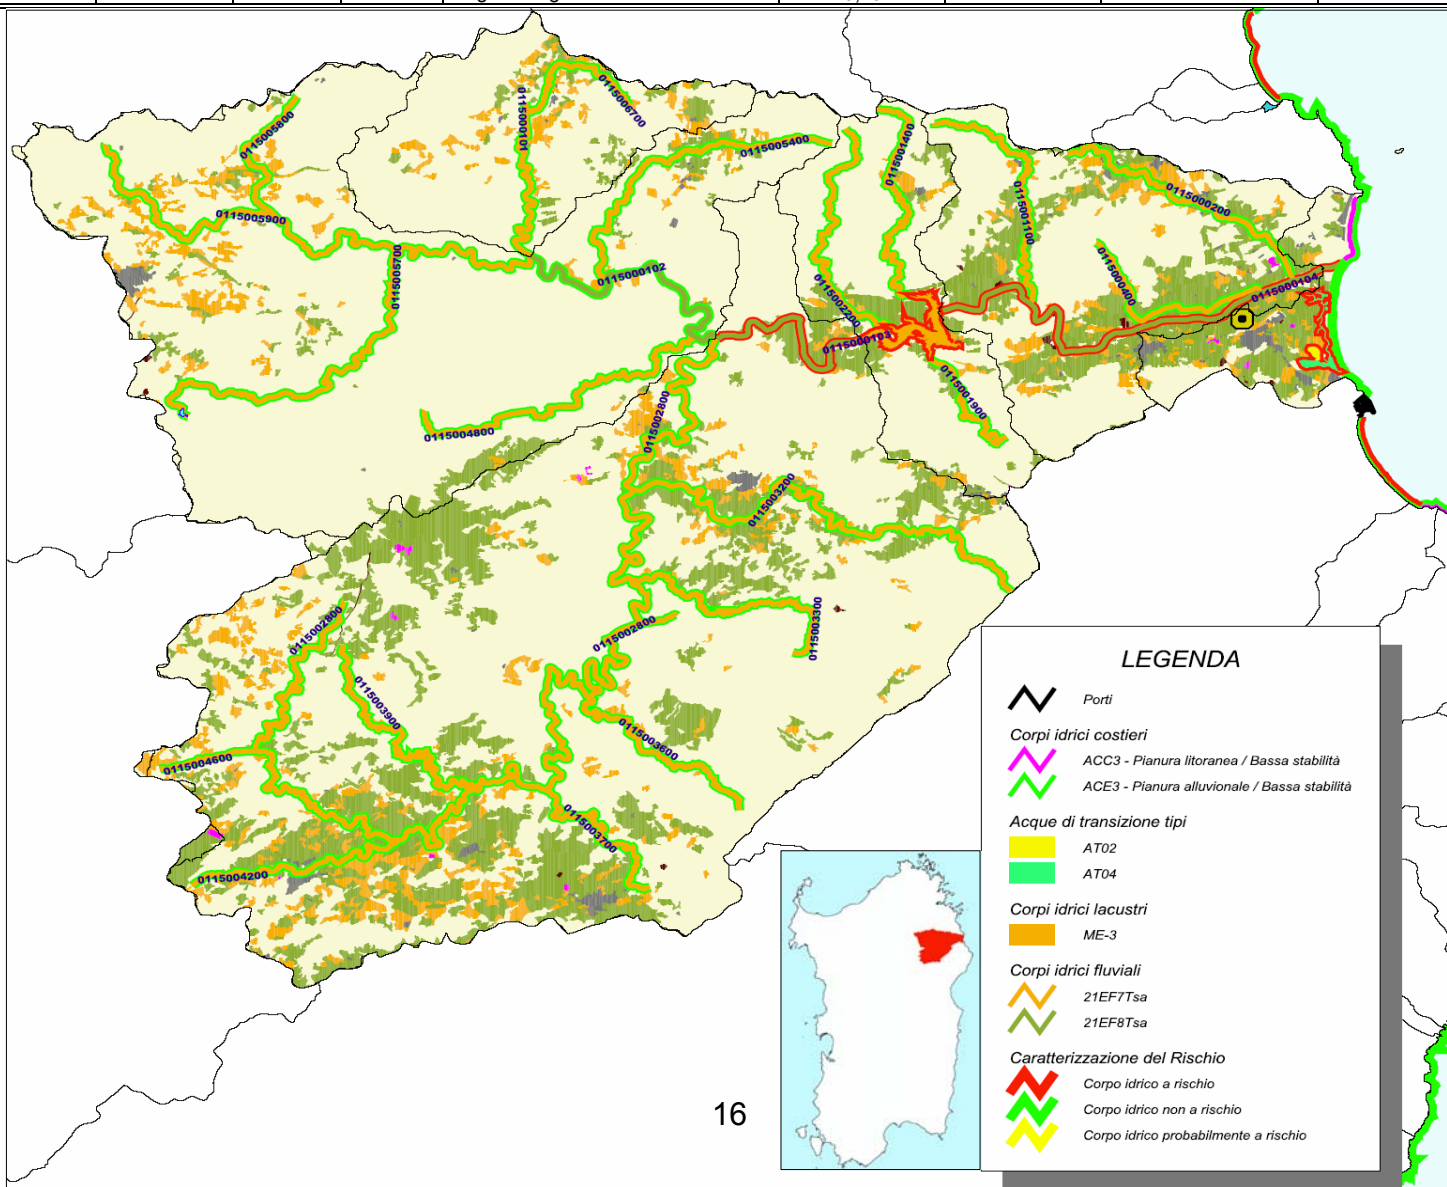 0115006700
0115000101
0115005800
0115005400
0115001400
0115005900
0115001100
0115000200
0115005700
0115000102
0115000400
0115002200
0115000104
0115000103
0115001900
0115002800
0115004800
0115003200
0115002800
0115002800
0115003300
0115003900
0115003600
0115004600
0115003700
0115004200
LEGENDA
Porti
Corpi idrici costieri
ACC3 - Pianura litoranea / Bassa stabilità
ACE3 - Pianura alluvionale / Bassa stabilità
Acque di transizione tipi
AT02
AT04
Corpi idrici lacustri
ME-3
Corpi idrici fluviali
21EF7Tsa
21EF8Tsa
Caratterizzazione del Rischio
Corpo idrico a rischio
Corpo idrico non a rischio
Corpo idrico probabilmente a rischio
16